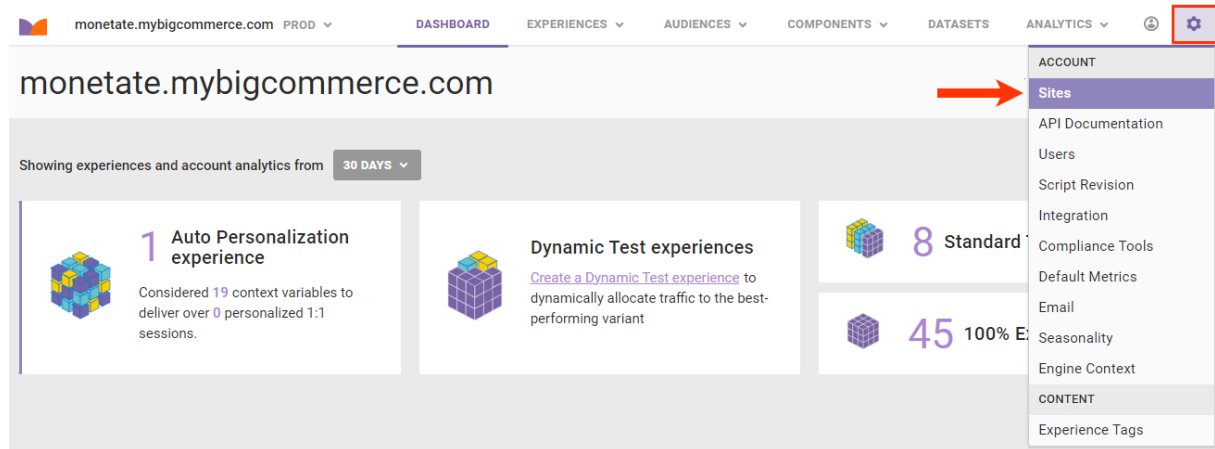 monetate.mybigcommerce.com PROD
DASHBOARD
EXPERIENCES
AUDIENCES
COMPONENTS
DATASETS
ANALYTICS
monetate.mybigcommerce.com
Showing experiences and account analytics from 30 DAYS
1 Auto Personalization
experience
Considered 19 context variables to
deliver over 0 personalized 1:1
sessions.
Dynamic Test experiences
Create a Dynamic Test experience to
dynamically allocate traffic to the best-
performing variant
8 Standard
45 100%
ACCOUNT
Sites
API Documentation
Users
Script Revision
Integration
Compliance Tools
Default Metrics
Email
Seasonality
Engine Context
CONTENT
Experience Tags